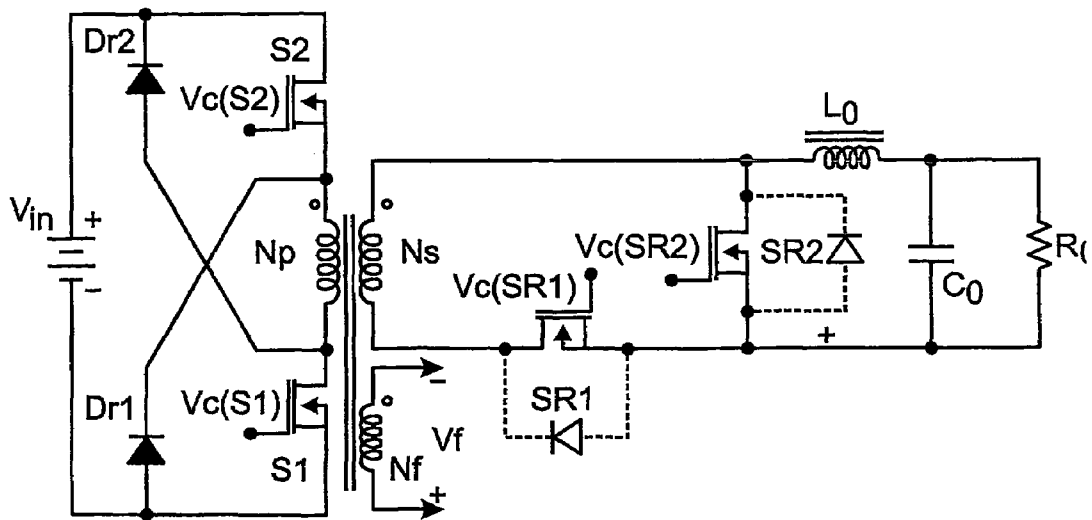 Dr2
S2
Vc(S2)
L0
Vin
+
-
Np
Ns
Vc(SR2)
SR2
Vc(SR1)
C0
R0
+
Dr1
Vc(S1)
S1
-
SR1
Vf
Nf
+